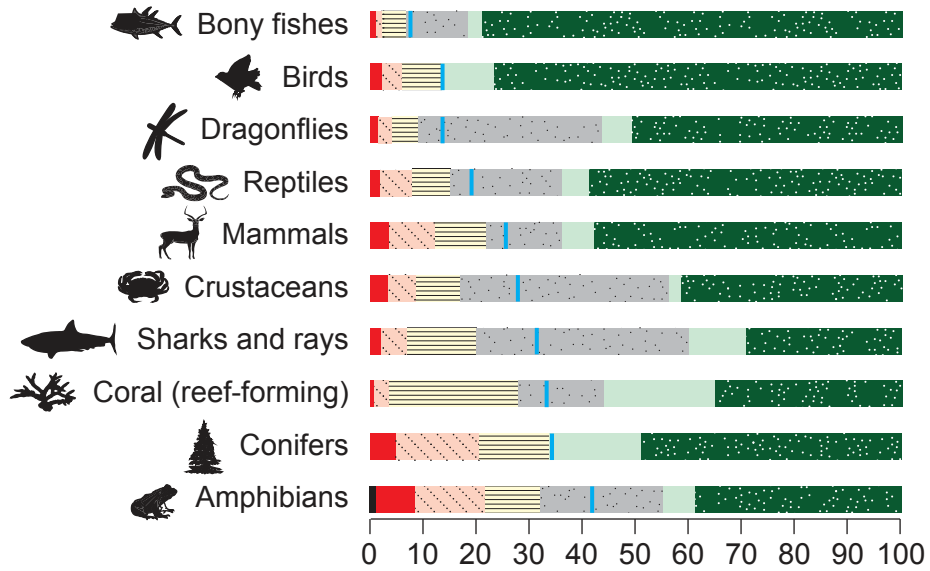 Bony fishes
Birds
Dragonflies
Reptiles
Mammals
Crustaceans
Sharks and rays
Coral (reef-forming)
Conifers
Amphibians
0 10 20 30 40 50 60 70 80 90 100